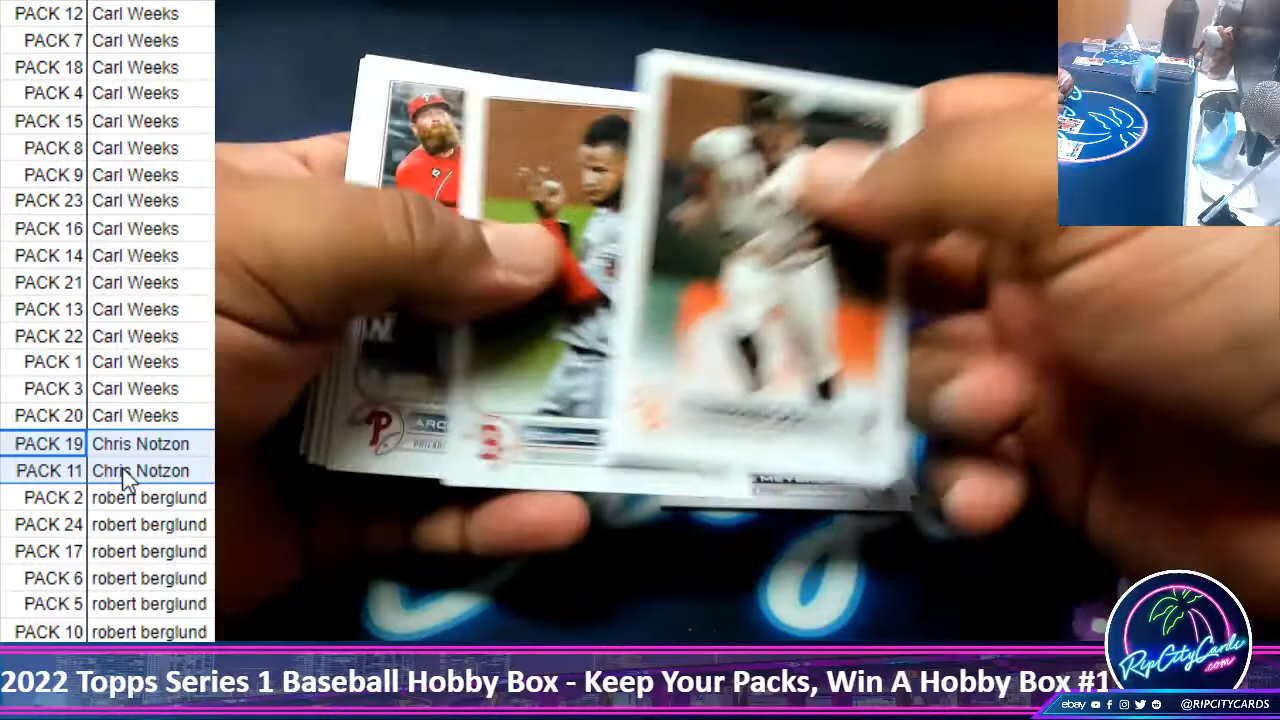 PACK 12 Carl Weeks
PACK 7 Carl Weeks
PACK 18 Carl Weeks
PACK 4 Carl Weeks
PACK 15 Carl Weeks
PACK 8 Carl Weeks
PACK 9 Carl Weeks
PACK 23 Carl Weeks
PACK 16 Carl Weeks
PACK 14 Carl Weeks
PACK 21 Carl Weeks
PACK 13 Carl Weeks
PACK 22 Carl Weeks
PACK 1 Carl Weeks
PACK 3 Carl Weeks
PACK 20 Carl Weeks
PACK 19 Chris Notzon
PACK 11 Chris Notzon
PACK 2 robert berglund
PACK 24 robert berglund
PACK 17 robert berglund
PACK 6 robert berglund
PACK 5 robert berglund
PACK 10 robert berglund
P
ARC
PHILAD
B
RipCityCards
.com
2022 Topps Series 1 Baseball Hobby Box - Keep Your Packs, Win A Hobby Box #1
ebay @RIPCITYCARDS